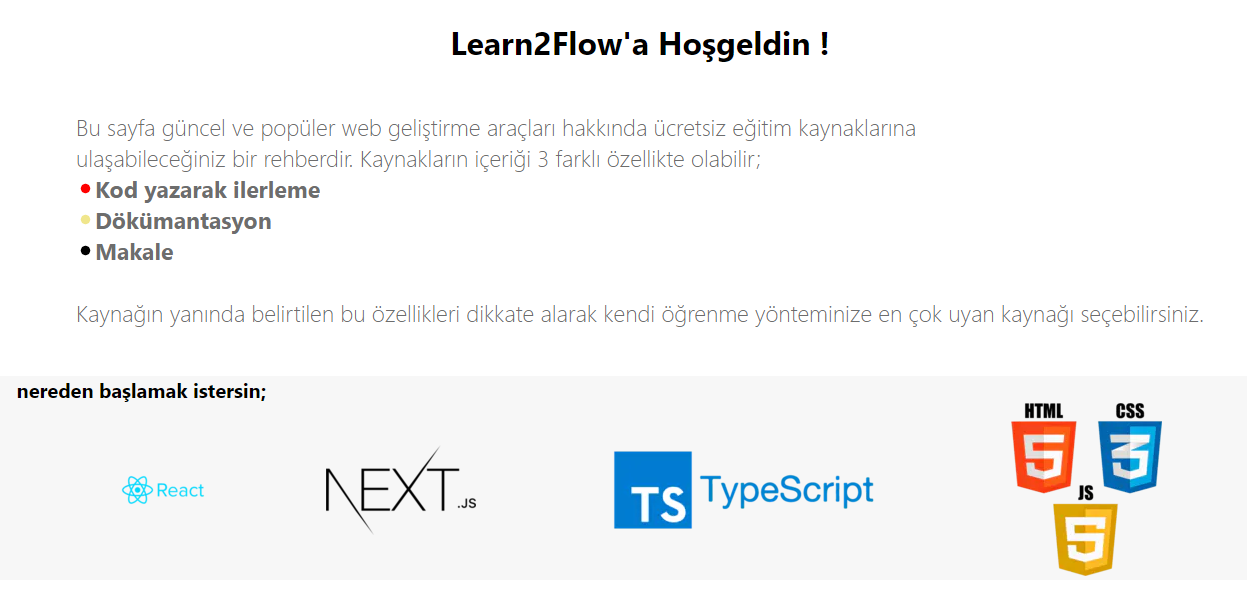 Learn2Flow'a Hoşgeldin !
Bu sayfa güncel ve popüler web geliştirme araçları hakkında ücretsiz eğitim kaynaklarına
ulaşabileceğiniz bir rehberdir. Kaynakların içeriği 3 farklı özellikte olabilir;
Kod yazarak ilerleme
Dökümantasyon
Makale
Kaynağın yanında belirtilen bu özellikleri dikkate alarak kendi öğrenme yönteminize en çok uyan kaynağı seçebilirsiniz.
nereden başlamak istersin;
React
NEXT.JS
TS TypeScript
HTML
5
CSS
3
JS
5